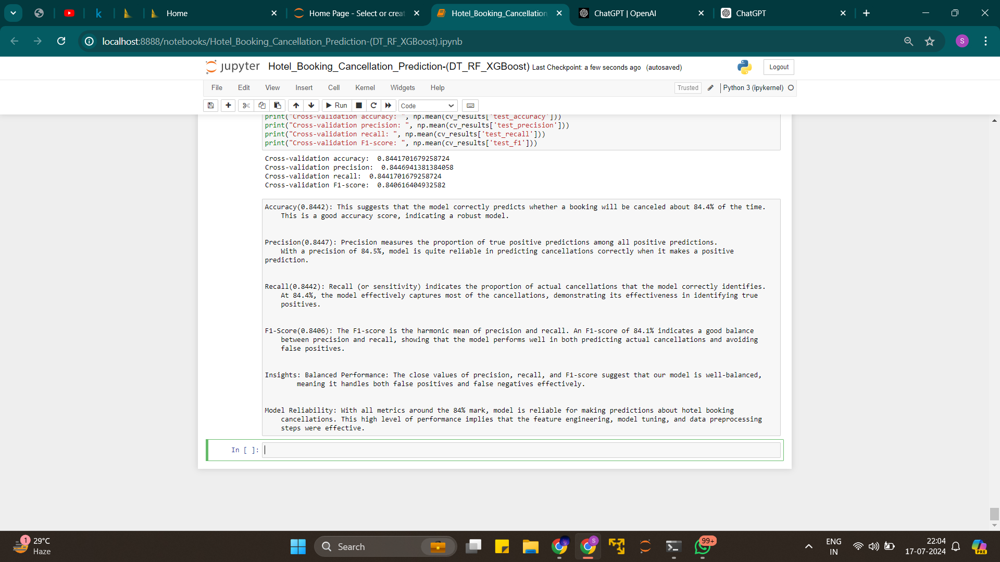 Home
Home Page - Select or creat
Hotel_Booking_Cancellation
ChatGPT | OpenAI
ChatGPT
localhost:8888/notebooks/Hotel_Booking_Cancellation_Prediction-(DT_RF_XGBoost).ipynb
S
jupyter Hotel_Booking_Cancellation_Prediction-(DT_RF_XGBoost) Last Checkpoint: a few seconds ago (autosaved)
Logout
File Edit View Insert Cell Kernel Widgets Help
Trusted
Python 3 (ipykernel)
Run
Code
print("Cross-validation accuracy: ", np.mean(cv_results['test_accuracy']))
print("Cross-validation precision: ", np.mean(cv_results['test_precision']))
print("Cross-validation recall: ", np.mean(cv_results['test_recall']))
print("Cross-validation F1-score: ", np.mean(cv_results['test_f1']))
Cross-validation accuracy:  0.8441701679258724
Cross-validation precision:  0.8446941381384058
Cross-validation recall:  0.8441701679258724
Cross-validation F1-score:  0.840616404932582
Accuracy(0.8442): This suggests that the model correctly predicts whether a booking will be canceled about 84.4% of the time.
This is a good accuracy score, indicating a robust model.
Precision(0.8447): Precision measures the proportion of true positive predictions among all positive predictions.
With a precision of 84.5%, model is quite reliable in predicting cancellations correctly when it makes a positive
prediction.
Recall(0.8442): Recall (or sensitivity) indicates the proportion of actual cancellations that the model correctly identifies.
At 84.4%, the model effectively captures most of the cancellations, demonstrating its effectiveness in identifying true
positives.
F1-Score(0.8406): The F1-score is the harmonic mean of precision and recall. An F1-score of 84.1% indicates a good balance
between precision and recall, showing that the model performs well in both predicting actual cancellations and avoiding
false positives.
Insights: Balanced Performance: The close values of precision, recall, and F1-score suggest that our model is well-balanced,
meaning it handles both false positives and false negatives effectively.
Model Reliability: With all metrics around the 84% mark, model is reliable for making predictions about hotel booking
cancellations. This high level of performance implies that the feature engineering, model tuning, and data preprocessing
steps were effective.
In [ ]:
1
29°C
Haze
Search
S
99+
ENG
IN
22:04
17-07-2024
PRE